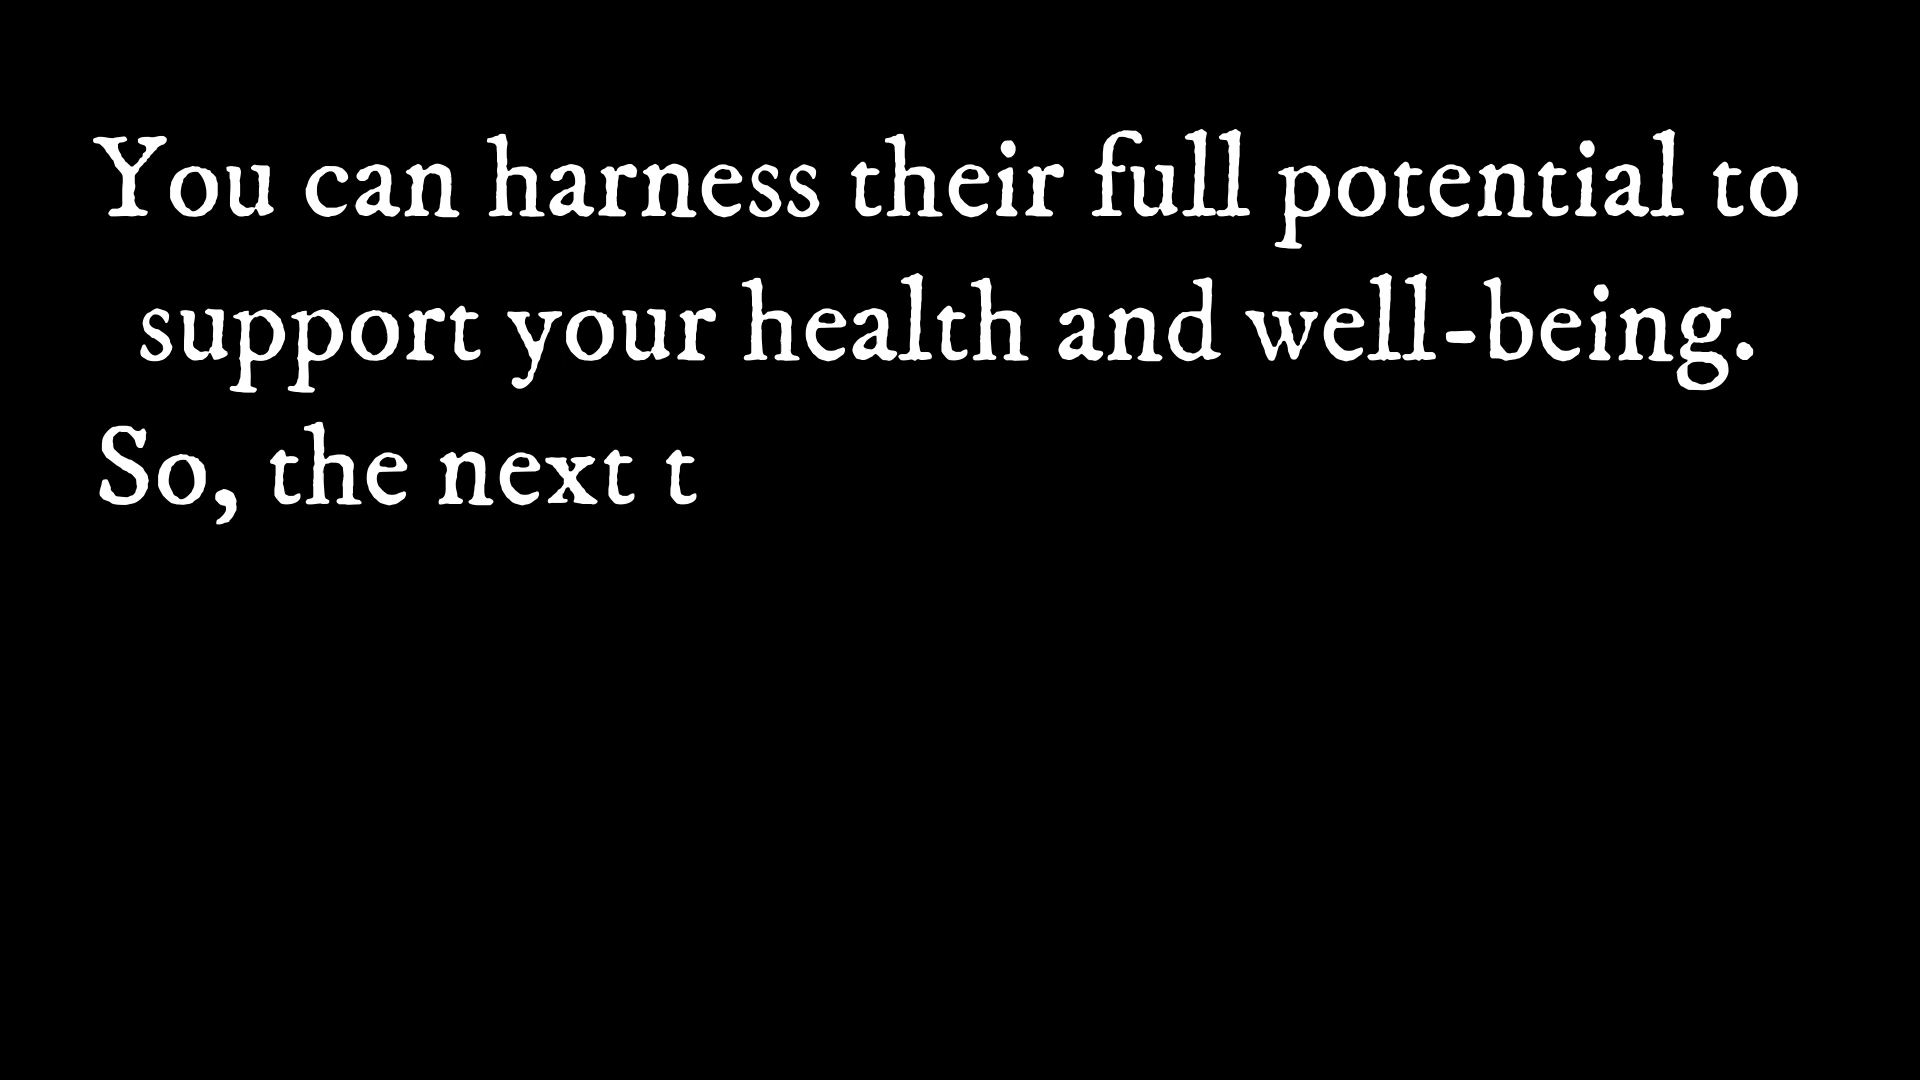 You can harness their full potential to
support your health and well-being.
So, the next t